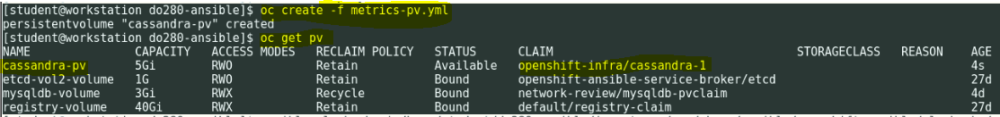 [student@workstation do280-ansible]$ oc create -f metrics-pv.yml
persistentvolume "cassandra-pv" created
[student@workstation do280-ansible]$ oc get pv
NAME CAPACITY ACCESS MODES RECLAIM POLICY STATUS CLAIM STORAGECLASS REASON AGE
cassandra-pv 5Gi RWO Retain Available openshift-infra/cassandra-1 4s
etcd-vol2-volume 1G RWO Retain Bound openshift-ansible-service-broker/etcd 27d
mysqldb-volume 3Gi RWX Recycle Bound network-review/mysqldb-pvclaim 4d
registry-volume 40Gi RWX Retain Bound default/registry-claim 27d